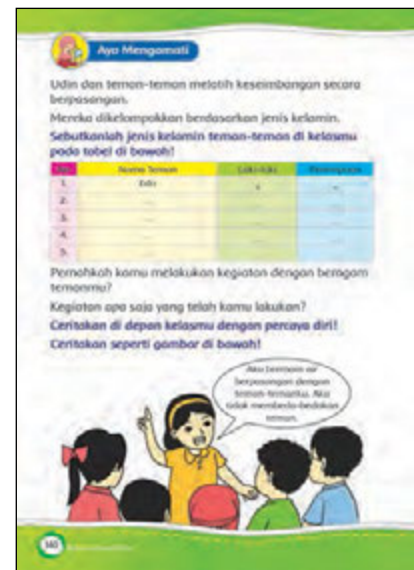 Ayo Mengamati
Udin dan teman-teman melatih keseimbangan secara
berpasangan.
Mereka dikelompokkan berdasarkan jenis kelamin.
Sebutkanlah jenis kelamin teman-teman di kelasmu
pada tabel di bawah!
Nama Teman Laki-laki Perempuan
1. Edo
2. ...
3. ...
4. ...
5. ...
Pernahkah kamu melakukan kegiatan dengan beragam
temanmu?
Kegiatan apa saja yang telah kamu lakukan?
Ceritakan di depan kelasmu dengan percaya diri!
Ceritakan seperti gambar di bawah!
Aku bermain air
berpasangan dengan
teman-temanku. Aku
tidak membeda-bedakan
teman.
140